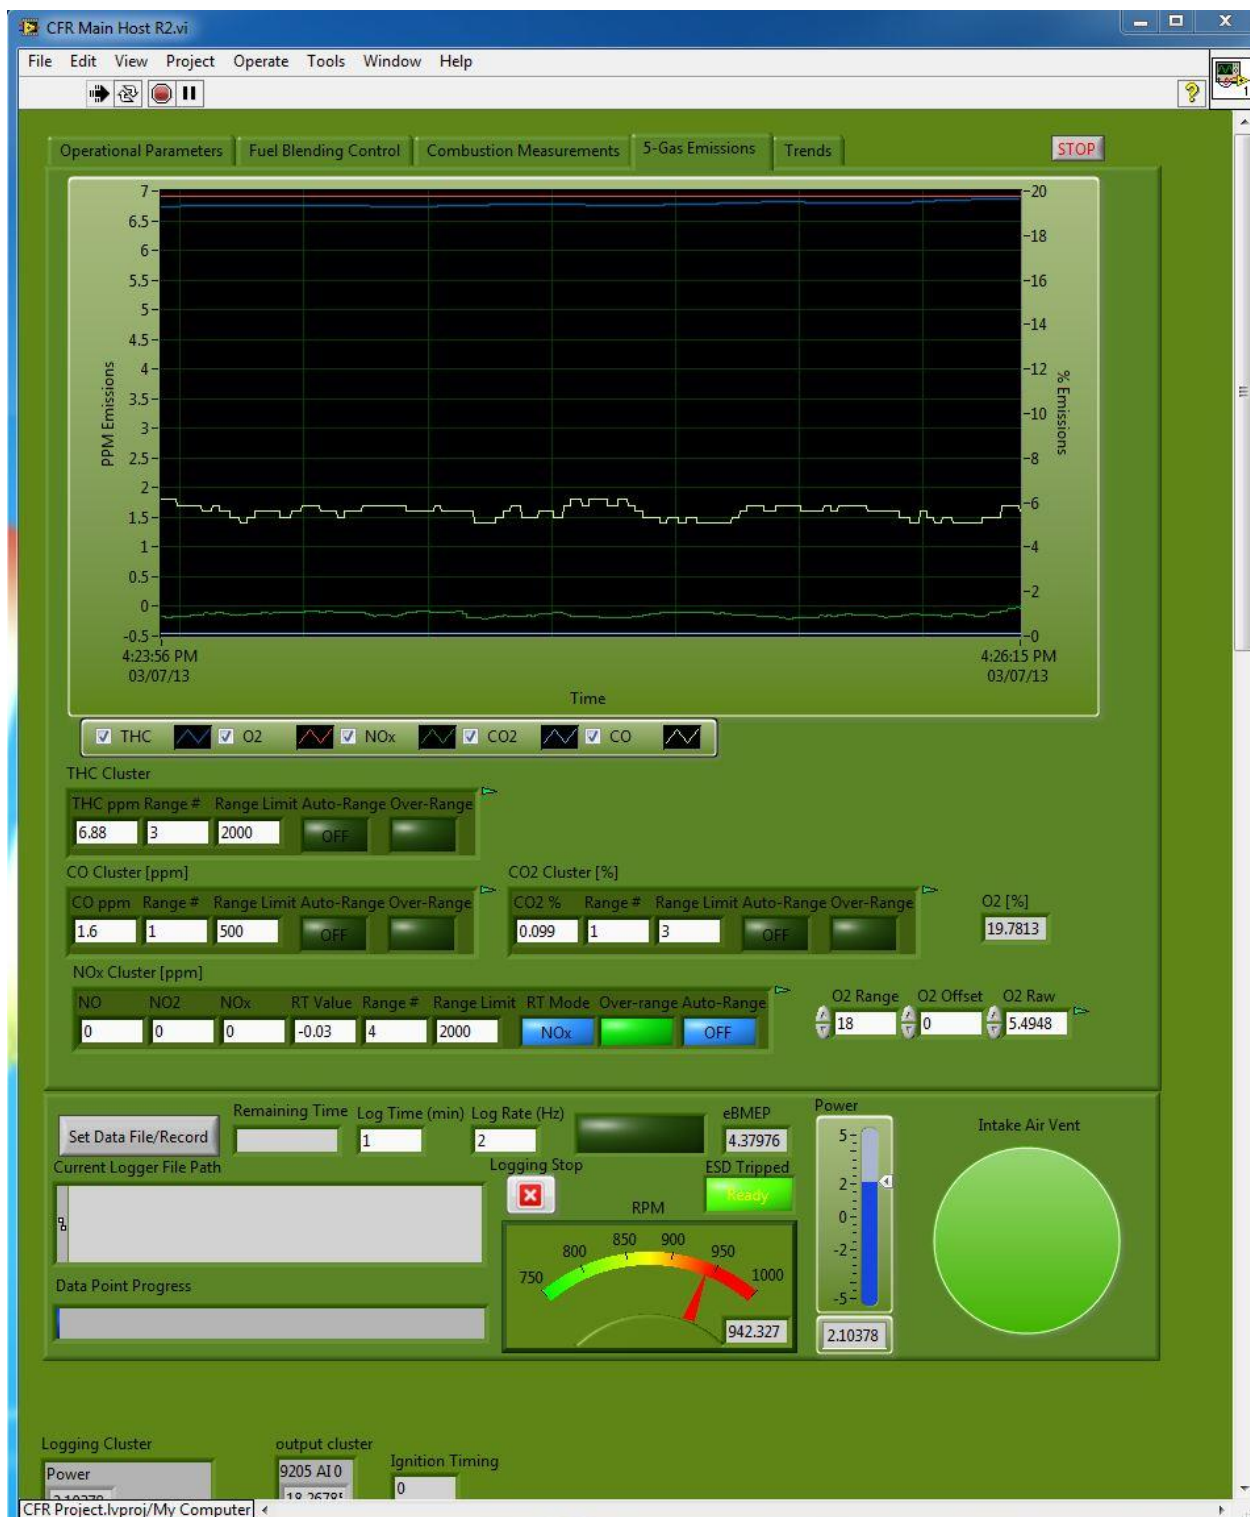 CFR Main Host R2.vi
File Edit View Project Operate Tools Window Help
1
Operational Parameters Fuel Blending Control Combustion Measurements 5-Gas Emissions Trends STOP
7 20
6.5
6 18
5.5
16
5
14
4.5
4 12
3.5
10
3
2.5 8
2
6
1.5
1 4
0.5
2
0
-0.5 0
PPM Emissions
% Emissions
4:23:56 PM 4:26:15 PM
03/07/13 03/07/13
Time
THC O2 NOx CO2 CO
THC Cluster
THC ppm Range # Range Limit Auto-Range Over-Range
6.88 3 2000 OFF
CO Cluster [ppm] CO2 Cluster [%]
CO ppm Range # Range Limit Auto-Range Over-Range CO2 % Range # Range Limit Auto-Range Over-Range O2 [%]
1.6 1 500 OFF 0.099 1 3 OFF 19.7813
NOx Cluster [ppm]
NO NO2 NOx RT Value Range # Range Limit RT Mode Over-range Auto-Range O2 Range O2 Offset O2 Raw
0 0 0 -0.03 4 2000 NOx OFF 18 0 5.4948
Set Data File/Record Remaining Time Log Time (min) Log Rate (Hz) eBMEP Power Intake Air Vent
1 2 4.37976
Current Logger File Path Logging Stop ESD Tripped
Ready
RPM
750 800 850 900 950 1000
942.327
5
2
0
-2
-5
2.10378
Data Point Progress
Logging Cluster output cluster Ignition Timing
Power 9205 AI 0 0
CFR Project.lvproj/My Computer